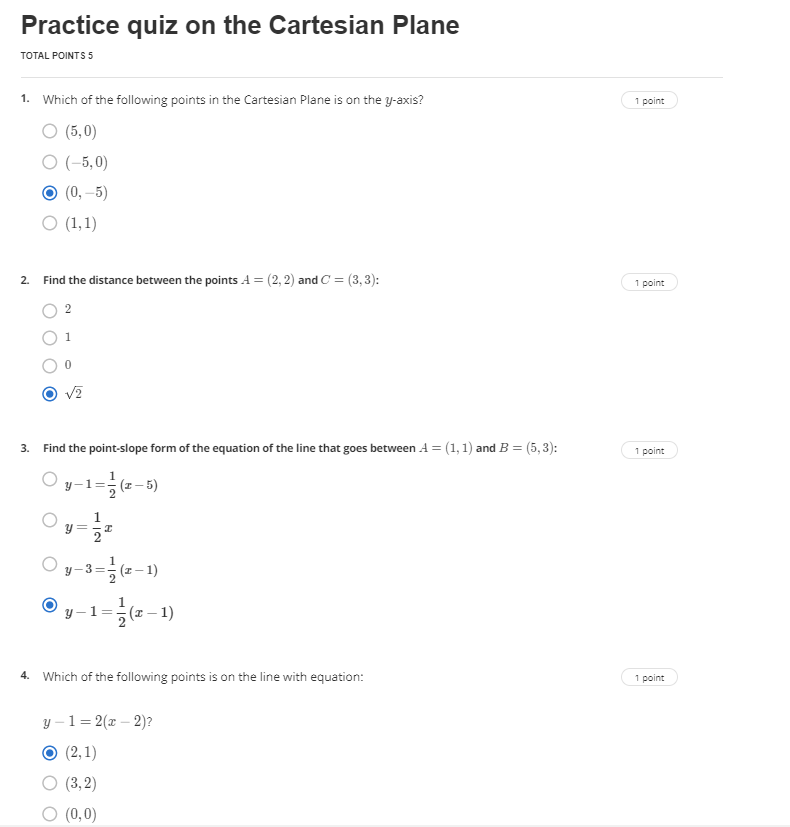 Practice quiz on the Cartesian Plane
TOTAL POINTS 5
1. Which of the following points in the Cartesian Plane is on the y-axis?
1 point
(5, 0)
(−5, 0)
(0, −5)
(1, 1)
2. Find the distance between the points A = (2, 2) and C = (3, 3):
1 point
2
1
0
√2
3. Find the point-slope form of the equation of the line that goes between A = (1, 1) and B = (5, 3):
1 point
y − 1 = 1/2 (x − 5)
y = 1/2 x
y − 3 = 1/2 (x − 1)
y − 1 = 1/2 (x − 1)
4. Which of the following points is on the line with equation:
1 point
y − 1 = 2(x − 2)?
(2, 1)
(3, 2)
(0, 0)